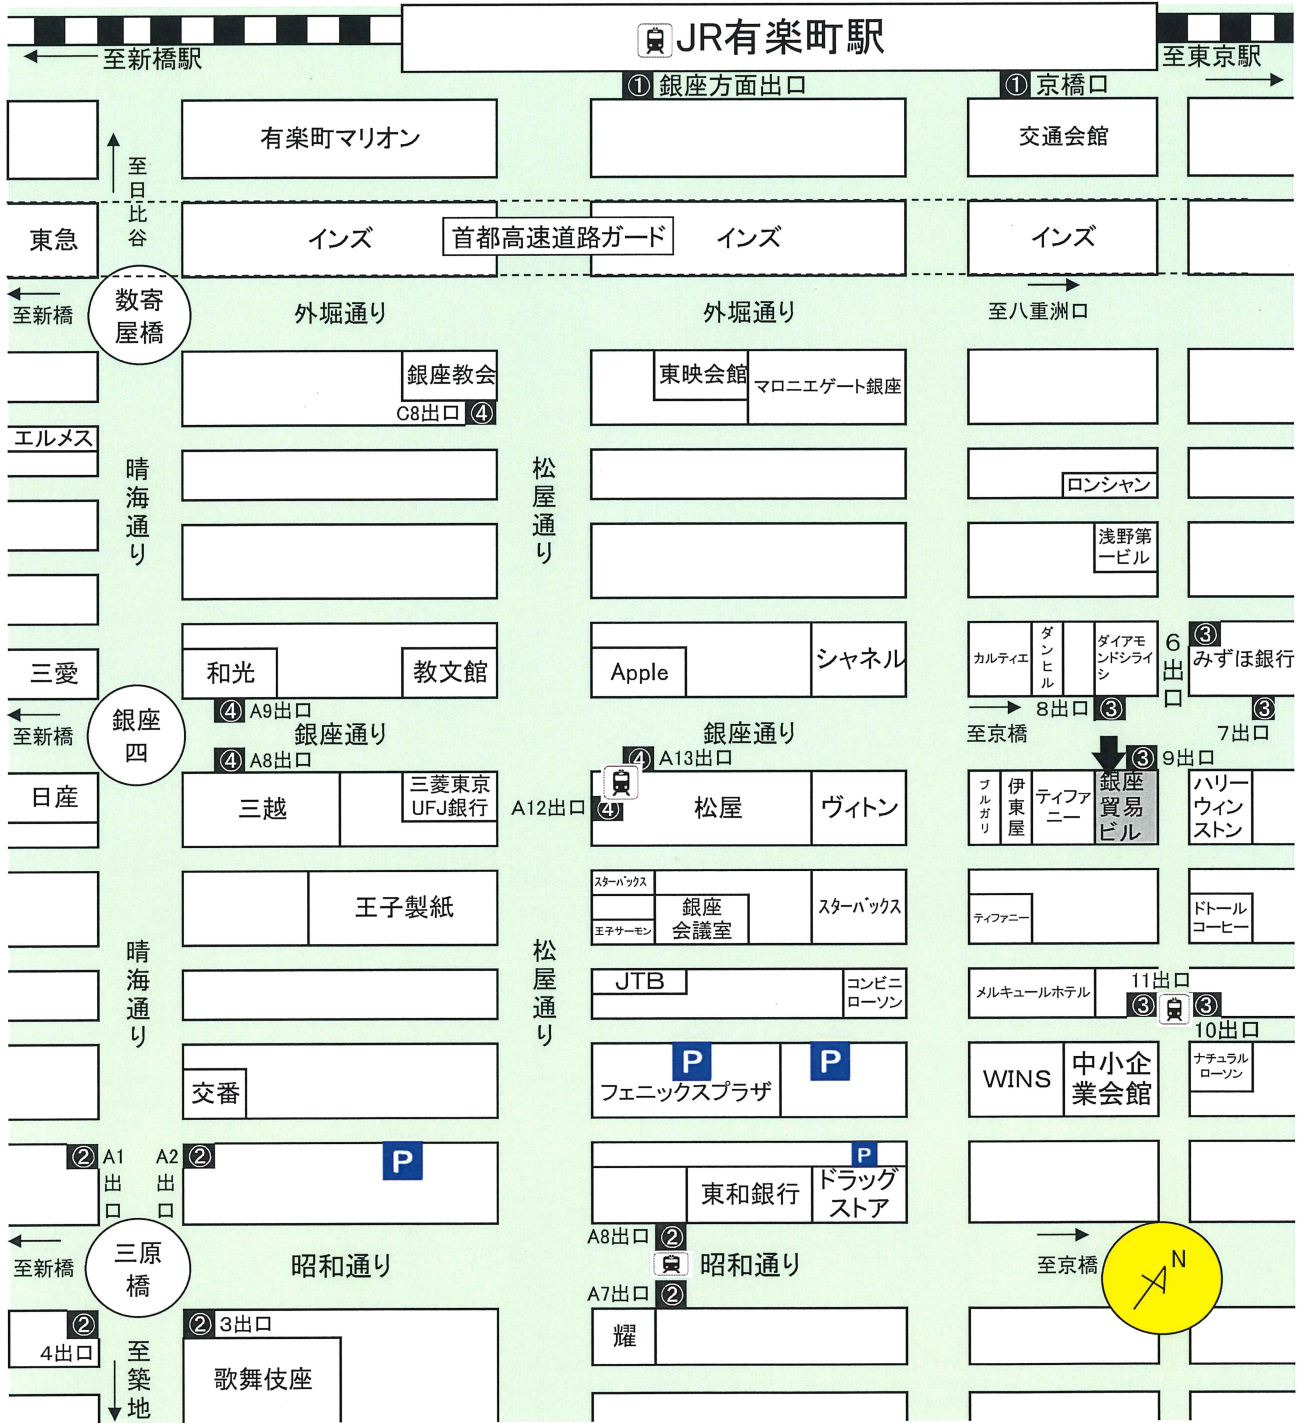 JR有楽町駅
至新橋駅
至東京駅
①銀座方面出口
①京橋口
有楽町マリオン
交通会館
至日比谷
東急
インズ
首都高速道路ガード
インズ
インズ
数寄
屋橋
至新橋
外堀通り
外堀通り
至八重洲口
銀座教会
C8出口④
東映会館
マロニエゲート銀座
エルメス
晴海通り
松屋通り
ロンシャン
浅野第
一ビル
三愛
和光
教文館
Apple
シャネル
カルティエ
ダンヒル
ダイアモ
ンドシライ
シ
6出口
③
みずほ銀行
④A9出口
8出口③
③
7出口
至新橋
銀座
四
銀座通り
銀座通り
至京橋
④A8出口
④A13出口
③9出口
日産
三越
三菱東京
UFJ銀行
A12出口④
松屋
ヴィトン
ブルガリ
伊東屋
ティファ
ニー
銀座
貿易
ビル
ハリー
ウィン
ストン
王子製紙
スターバックス
王子サーモン
銀座
会議室
スターバックス
ティファニー
ドトール
コーヒー
晴海通り
松屋通り
JTB
コンビニ
ローソン
メルキュールホテル
11出口
③
③
10出口
交番
P
フェニックスプラザ
P
WINS
中小企
業会館
ナチュラル
ローソン
②A1出口
A2出口②
P
P
東和銀行
ドラッグ
ストア
A8出口②
至新橋
三原
橋
昭和通り
昭和通り
至京橋
N
A7出口②
②
4出口
②3出口
至築地
歌舞伎座
耀